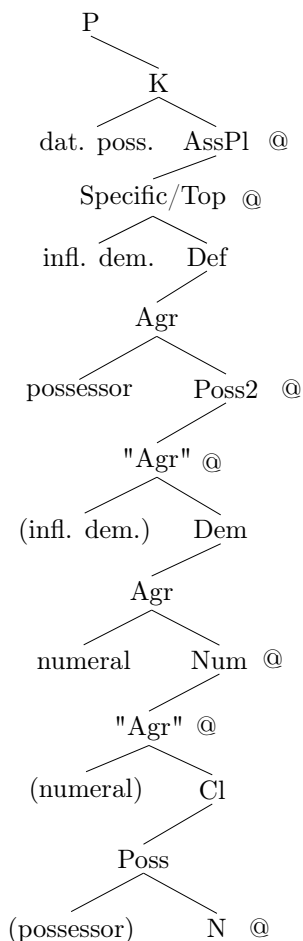 P
K
dat. poss. AssPl @
Specific/Top @
infl. dem. Def
Agr
possessor Poss2 @
"Agr" @
(infl. dem.) Dem
Agr
numeral Num @
"Agr" @
(numeral) Cl
Poss
(possessor) N @